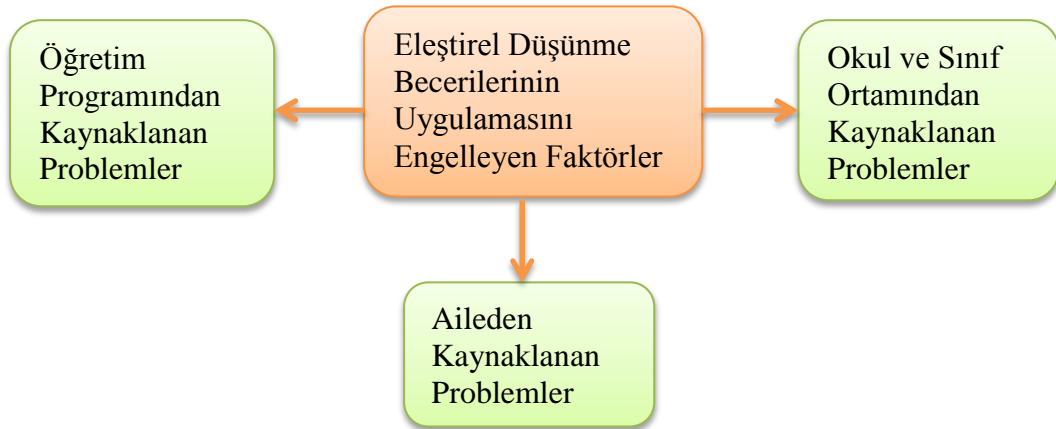 Öğretim
Programından
Kaynaklanan
Problemler
Eleştirel Düşünme
Becerilerinin
Uygulamasını
Engelleyen Faktörler
Okul ve Sınıf
Ortamından
Kaynaklanan
Problemler
Aileden
Kaynaklanan
Problemler